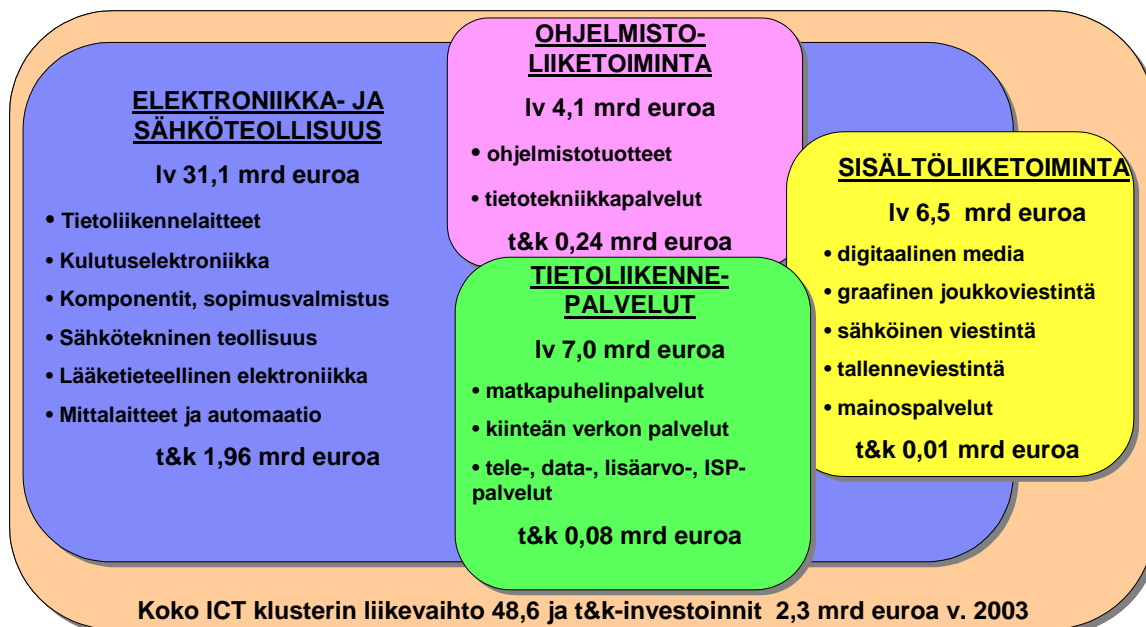 ELEKTRONIIKKA- JA
SÄHKÖTEOLLISUUS
lv 31,1 mrd euroa
• Tietoliikennelaitteet
• Kulutuselektroniikka
• Komponentit, sopimusvalmistus
• Sähkötekninen teollisuus
• Lääketieteellinen elektroniikka
• Mittalaitteet ja automaatio
t&k 1,96 mrd euroa
OHJELMISTO-
LIIKETOIMINTA
lv 4,1 mrd euroa
• ohjelmistotuotteet
• tietotekniikkapalvelut
t&k 0,24 mrd euroa
TIETOLIIKENNE-
PALVELUT
lv 7,0 mrd euroa
• matkapuhelinpalvelut
• kiinteän verkon palvelut
• tele-, data-, lisäarvo-, ISP-
palvelut
t&k 0,08 mrd euroa
SISÄLTÖLIIKETOIMINTA
lv 6,5 mrd euroa
• digitaalinen media
• graafinen joukkoviestintä
• sähköinen viestintä
• tallenneviestintä
• mainospalvelut
t&k 0,01 mrd euroa
Koko ICT klusterin liikevaihto 48,6 ja t&k-investoinnit 2,3 mrd euroa v. 2003